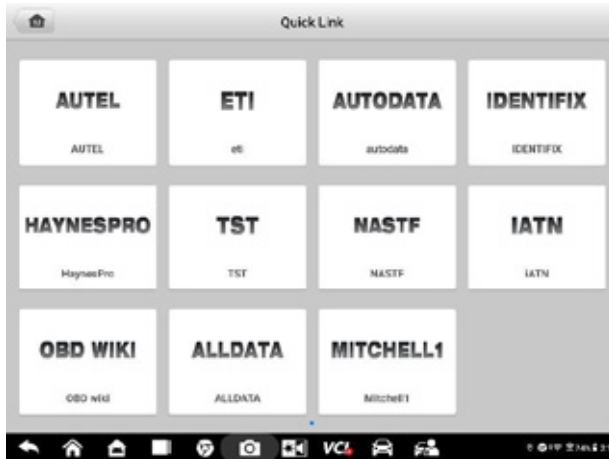 Quick Link
AUTEL
AUTEL
ETI
eti
AUTODATA
autodata
IDENTIFIX
IDENTIFIX
HAYNESPRO
HaynesPro
TST
TST
NASTF
NASTF
IATN
IATN
OBD WIKI
OBD wiki
ALLDATA
ALLDATA
MITCHELL1
Mitchell1
VCI